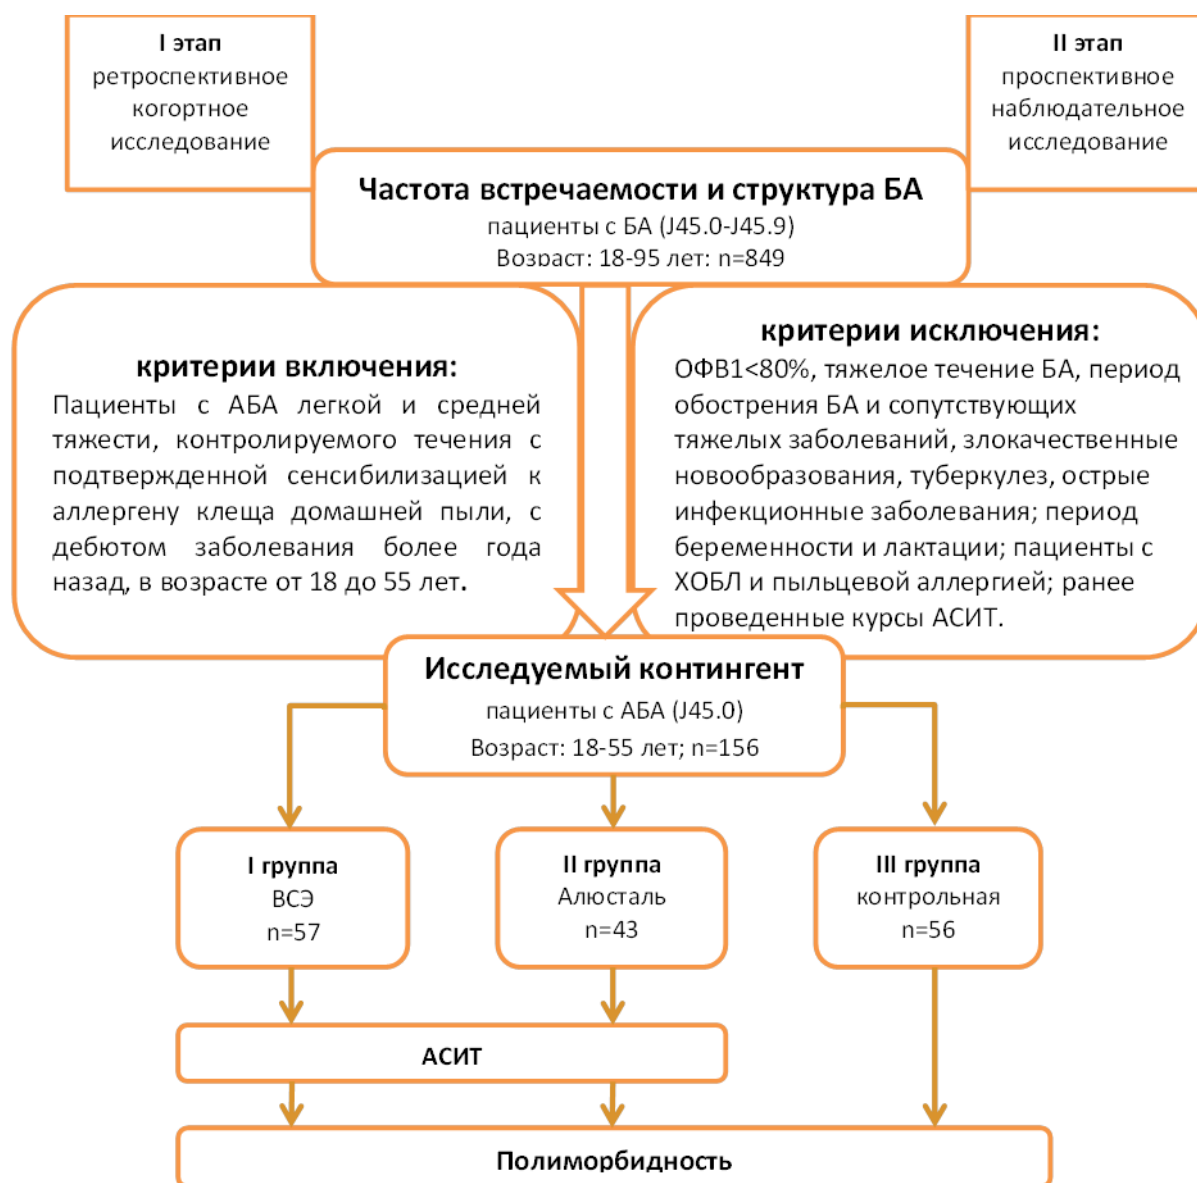 I этап
ретроспективное
когортное
исследование
II этап
проспективное
наблюдательное
исследование
Частота встречаемости и структура БА
пациенты с БА (J45.0-J45.9)
Возраст: 18-95 лет: n=849
критерии включения:
Пациенты с АБА легкой и средней
тяжести, контролируемого течения с
подтвержденной сенсибилизацией к
аллергену клеща домашней пыли, с
дебютом заболевания более года
назад, в возрасте от 18 до 55 лет.
критерии исключения:
ОФВ1<80%, тяжелое течение БА, период
обострения БА и сопутствующих
тяжелых заболеваний, злокачественные
новообразования, туберкулез, острые
инфекционные заболевания; период
беременности и лактации; пациенты с
ХОБЛ и пыльцевой аллергией; ранее
проведенные курсы АСИТ.
Исследуемый контингент
пациенты с АБА (J45.0)
Возраст: 18-55 лет; n=156
I группа
ВСЭ
n=57
II группа
Алюсталь
n=43
III группа
контрольная
n=56
АСИТ
Полиморбидность